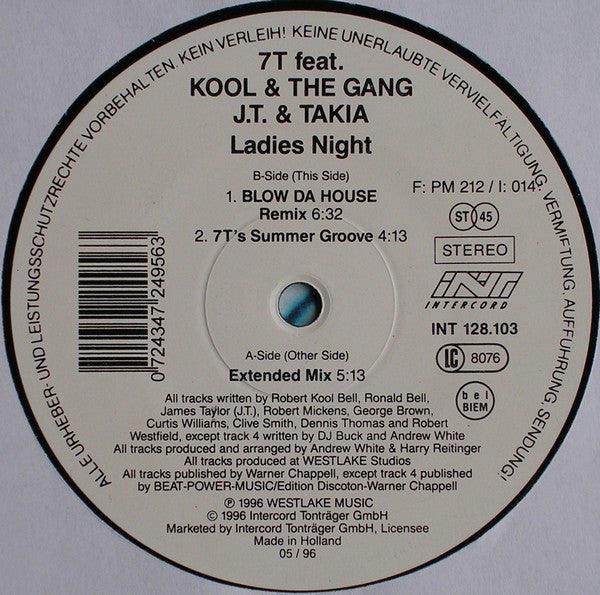 ALLE URHEBER- UND LEISTUNGSSCHUTZRECHTE VORBEHALTEN. KEIN VERLEIH! KEINE UNERLAUBTE VERVIELFÄLTIGUNG, VERMIETUNG, AUFFÜHRUNG, SENDUNG!
7T feat.
KOOL & THE GANG
J.T. & TAKIA
Ladies Night
B-Side (This Side)
1. BLOW DA HOUSE
Remix 6:32
2. 7T's Summer Groove 4:13
F: PM 212 / I: 014
ST 45
STEREO
INT
INTERCORD
INT 128.103
LC 8076
bel
BIEM
0 724347 249563
A-Side (Other Side)
Extended Mix 5:13
All tracks written by Robert Kool Bell, Ronald Bell,
James Taylor (J.T.), Robert Mickens, George Brown,
Curtis Williams, Clive Smith, Dennis Thomas and Robert
Westfield, except track 4 written by DJ Buck and Andrew White
All tracks produced and arranged by Andrew White & Harry Reitinger
All tracks produced at WESTLAKE Studios
All tracks published by Warner Chappell, except track 4 published
by BEAT-POWER-MUSIC/Edition Discoton-Warner Chappell
℗ 1996 WESTLAKE MUSIC
© 1996 Intercord Tonträger GmbH
Marketed by Intercord Tonträger GmbH, Licensee
Made in Holland
05 / 96